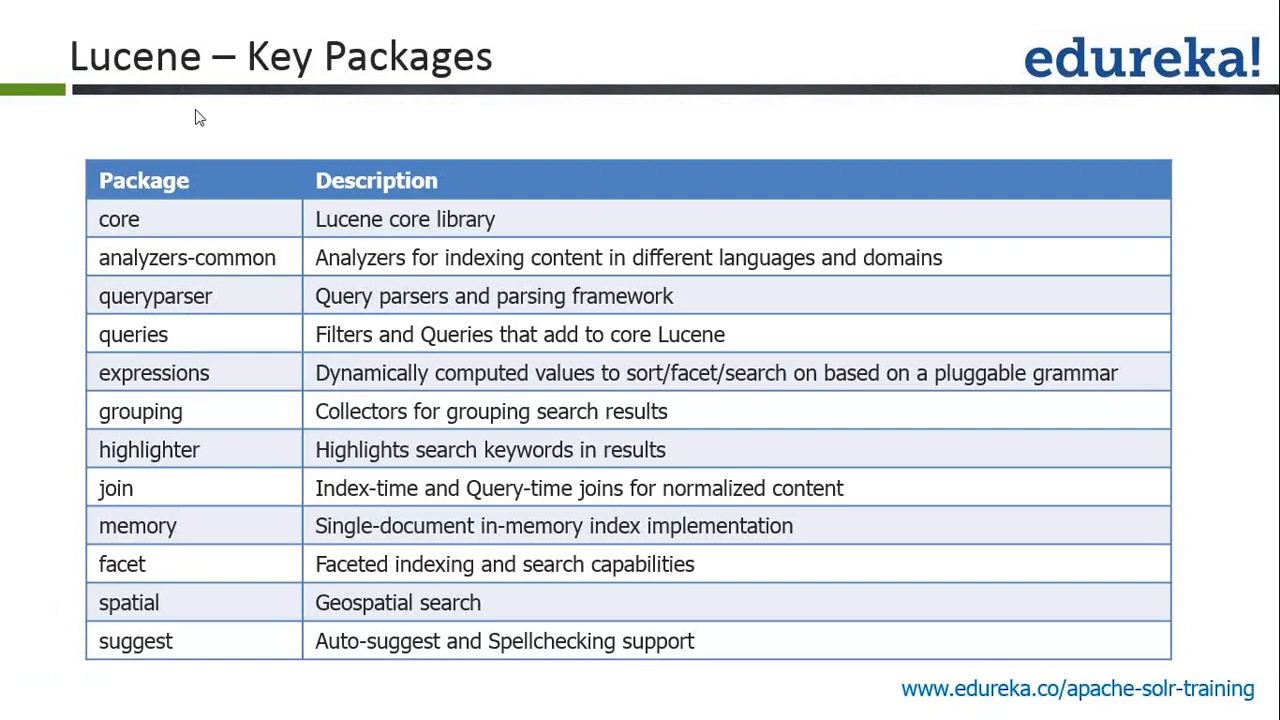 Lucene – Key Packages
edureka!
Package Description
core Lucene core library
analyzers-common Analyzers for indexing content in different languages and domains
queryparser Query parsers and parsing framework
queries Filters and Queries that add to core Lucene
expressions Dynamically computed values to sort/facet/search on based on a pluggable grammar
grouping Collectors for grouping search results
highlighter Highlights search keywords in results
join Index-time and Query-time joins for normalized content
memory Single-document in-memory index implementation
facet Faceted indexing and search capabilities
spatial Geospatial search
suggest Auto-suggest and Spellchecking support
www.edureka.co/apache-solr-training